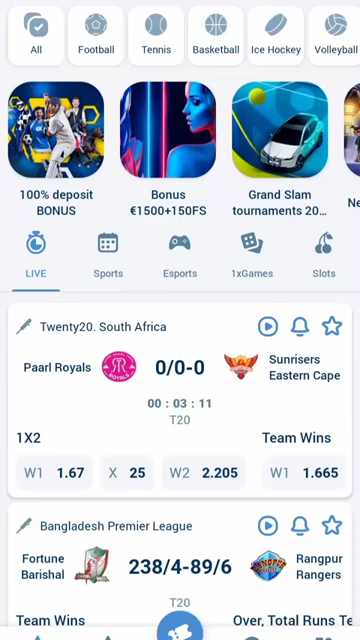 All Football Tennis Basketball Ice Hockey Volleyball
100% deposit
BONUS
Bonus
€1500+150FS
Grand Slam
tournaments 20...
LIVE Sports Esports 1xGames Slots
Twenty20. South Africa
Paarl Royals 0/0-0 Sunrisers
Eastern Cape
00 : 03 : 11
T20
1X2 Team Wins
W1 1.67 X 25 W2 2.205 W1 1.665
Bangladesh Premier League
Fortune
Barishal
238/4-89/6
Rangpur
Rangers
T20
Team Wins Over, Total Runs Te